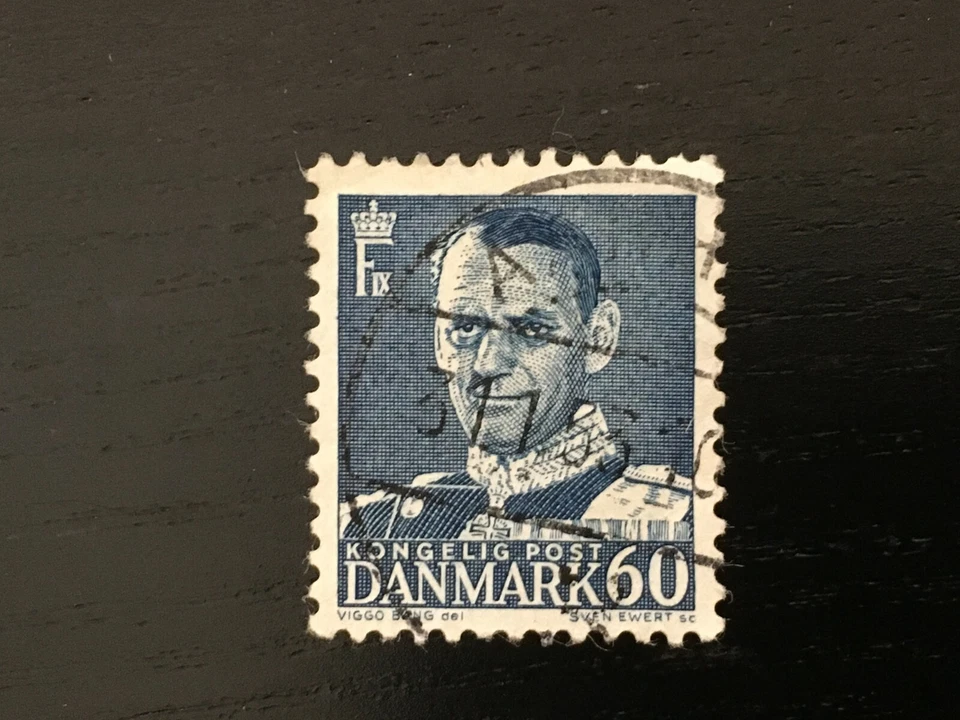 F IX
KONGELIG POST
DANMARK 60
VIGGO BANG del SVEN EWERT sc